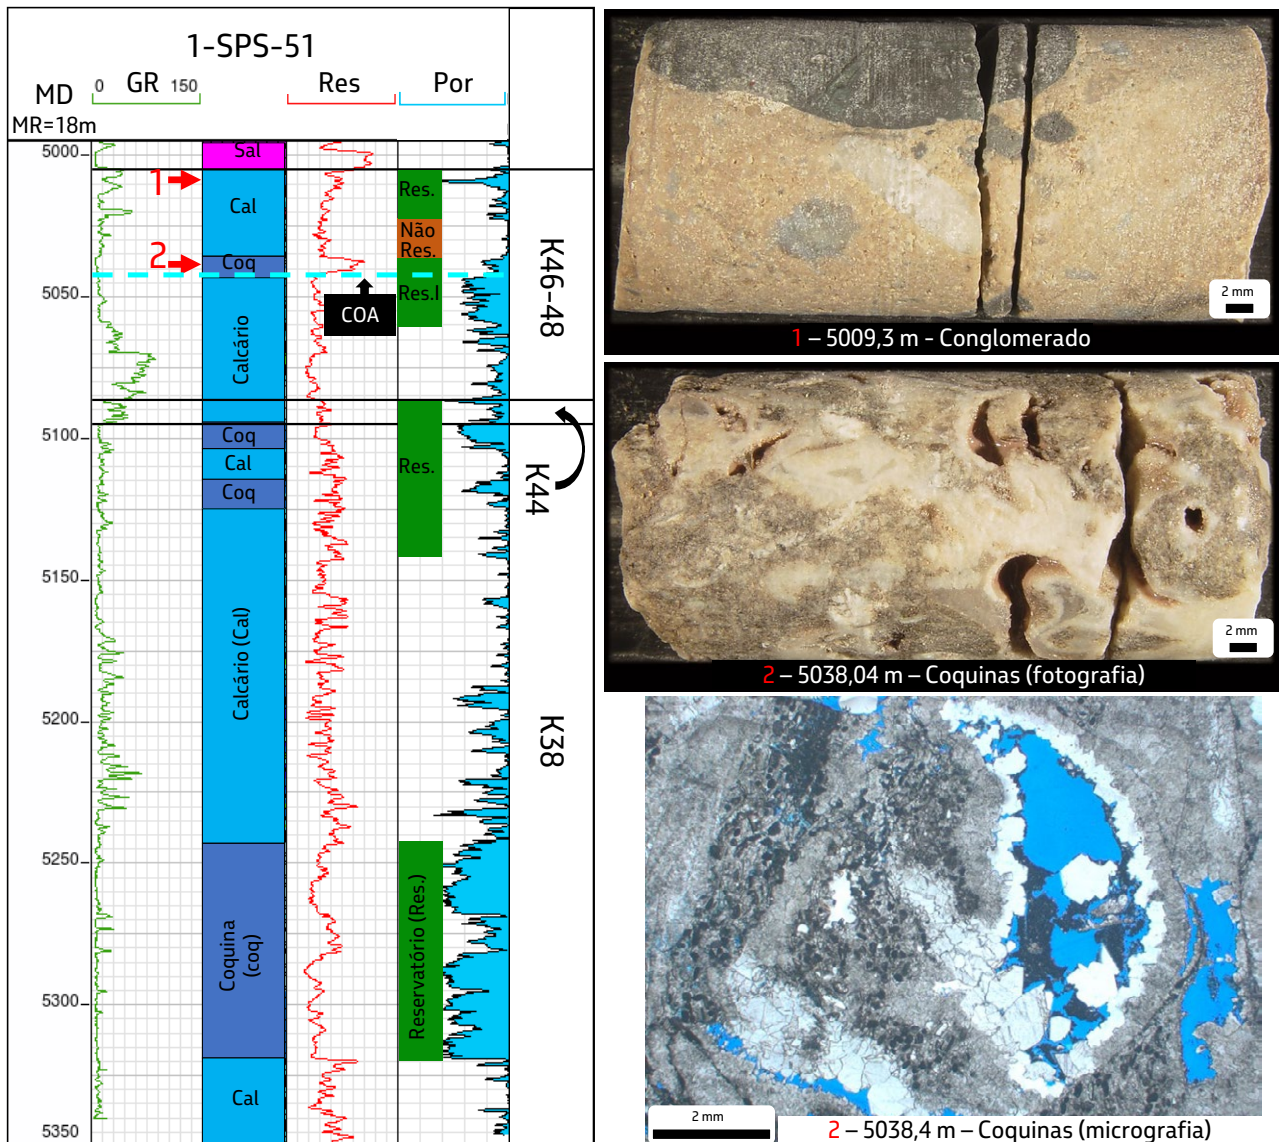 1-SPS-51
MD
0 GR 150
Res
Por
MR=18m
5000
Sal
1
Cal
Res.
Não
Res.
2
Coq
K46-48
5050
Res.I
COA
Calcário
5100
Coq
Cal
Coq
Res.
K44
5150
Calcário (Cal)
5200
K38
5250
Coquina
(coq)
Reservatório (Res.)
5300
Cal
5350
2 mm
1 – 5009,3 m - Conglomerado
2 mm
2 – 5038,04 m – Coquinas (fotografia)
2 mm
2 – 5038,4 m – Coquinas (micrografia)